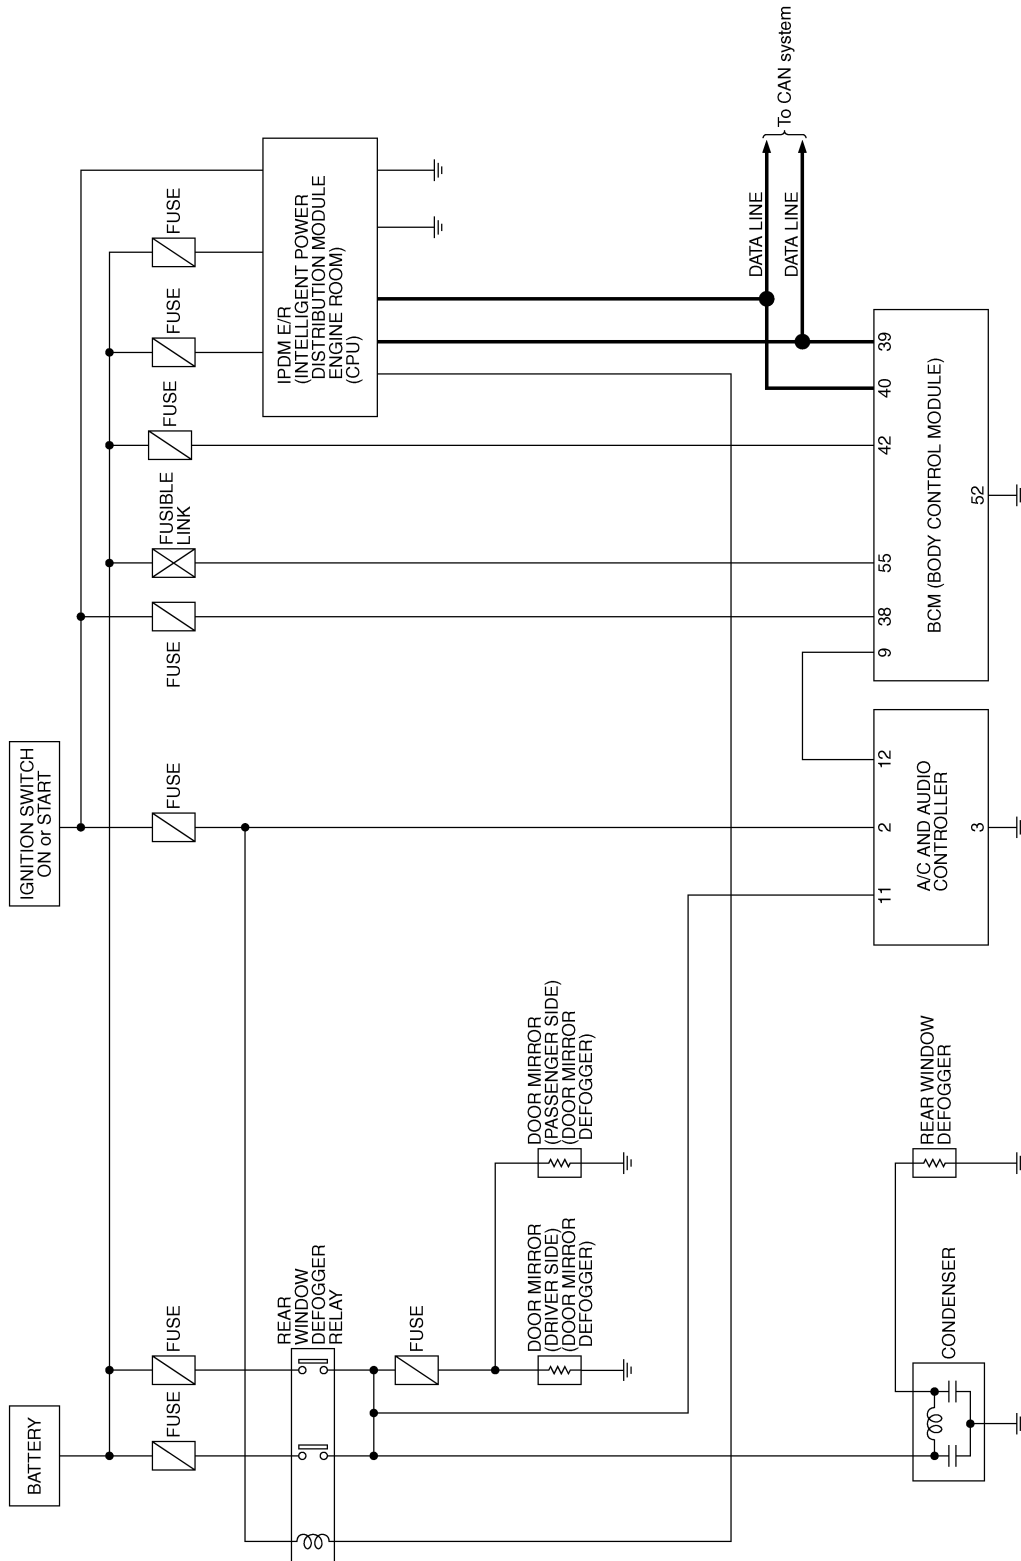 BATTERY
FUSE
FUSE
REAR
WINDOW
DEFOGGER
RELAY
FUSE
DOOR MIRROR
(DRIVER SIDE)
(DOOR MIRROR
DEFOGGER)
DOOR MIRROR
(PASSENGER SIDE)
(DOOR MIRROR
DEFOGGER)
CONDENSER
REAR WINDOW
DEFOGGER
IGNITION SWITCH
ON or START
FUSE
11
2
12
3
A/C AND AUDIO
CONTROLLER
FUSE
FUSIBLE
LINK
FUSE
FUSE
FUSE
IPDM E/R
(INTELLIGENT POWER
DISTRIBUTION MODULE
ENGINE ROOM)
(CPU)
9
38
55
42
40
39
52
BCM (BODY CONTROL MODULE)
DATA LINE
DATA LINE
To CAN system